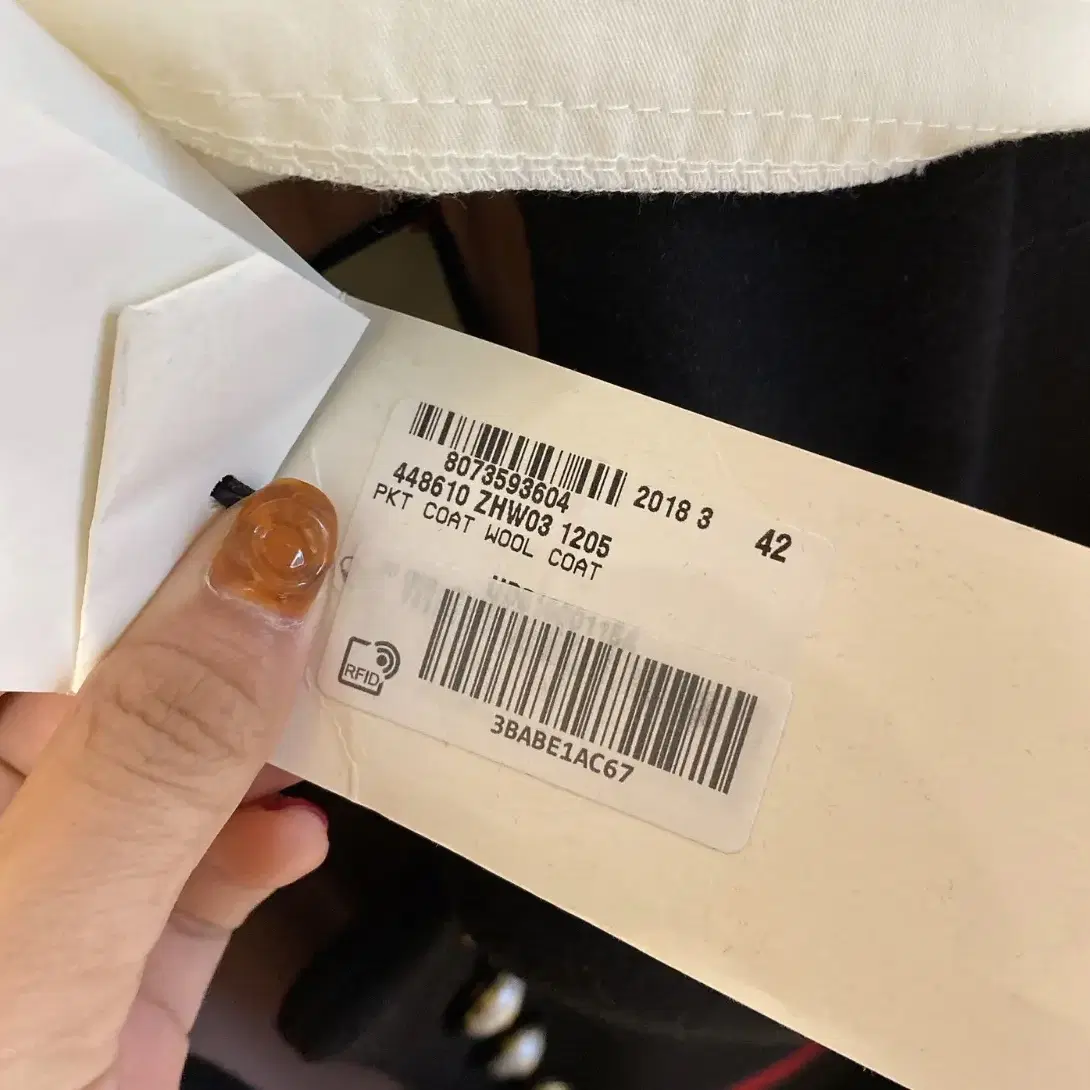 8073593604 2018 3 42
448610 ZHW03 1205
PKT COAT WOOL COAT
RFID
3BABE1AC67